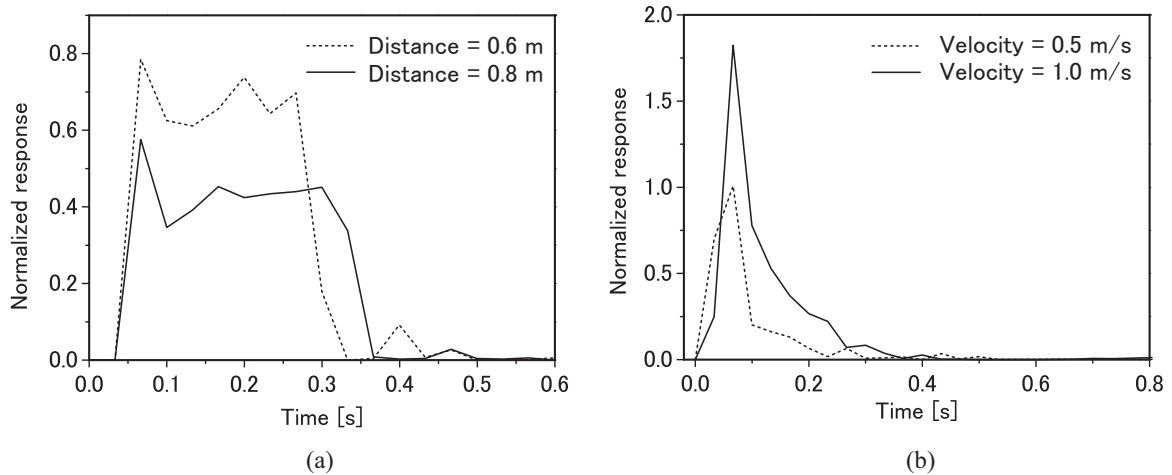 Distance = 0.6 m
Distance = 0.8 m
Normalized response
0.8
0.6
0.4
0.2
0.0
0.0 0.1 0.2 0.3 0.4 0.5 0.6
Time [s]
(a)
Velocity = 0.5 m/s
Velocity = 1.0 m/s
Normalized response
2.0
1.5
1.0
0.5
0.0
0.0 0.2 0.4 0.6 0.8
Time [s]
(b)